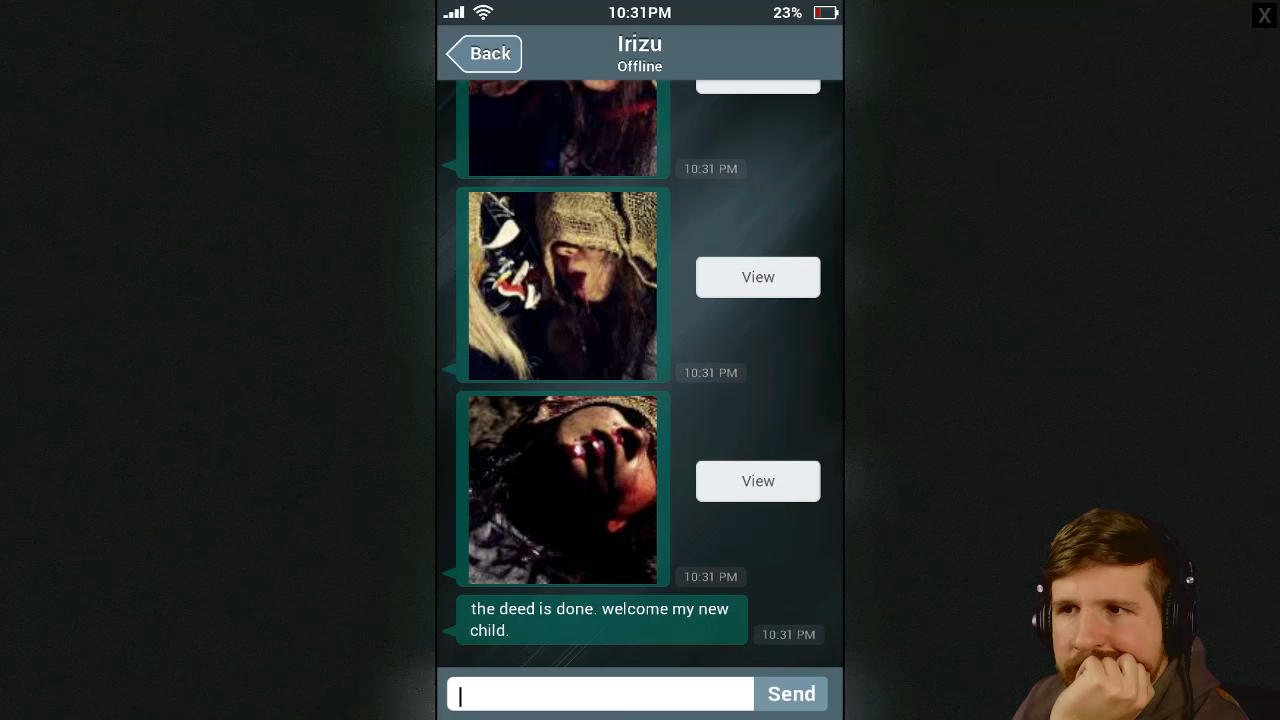 10:31PM
23%
X
Back
Irizu
Offline
10:31 PM
View
10:31 PM
View
10:31 PM
the deed is done. welcome my new
child.
10:31 PM
Send